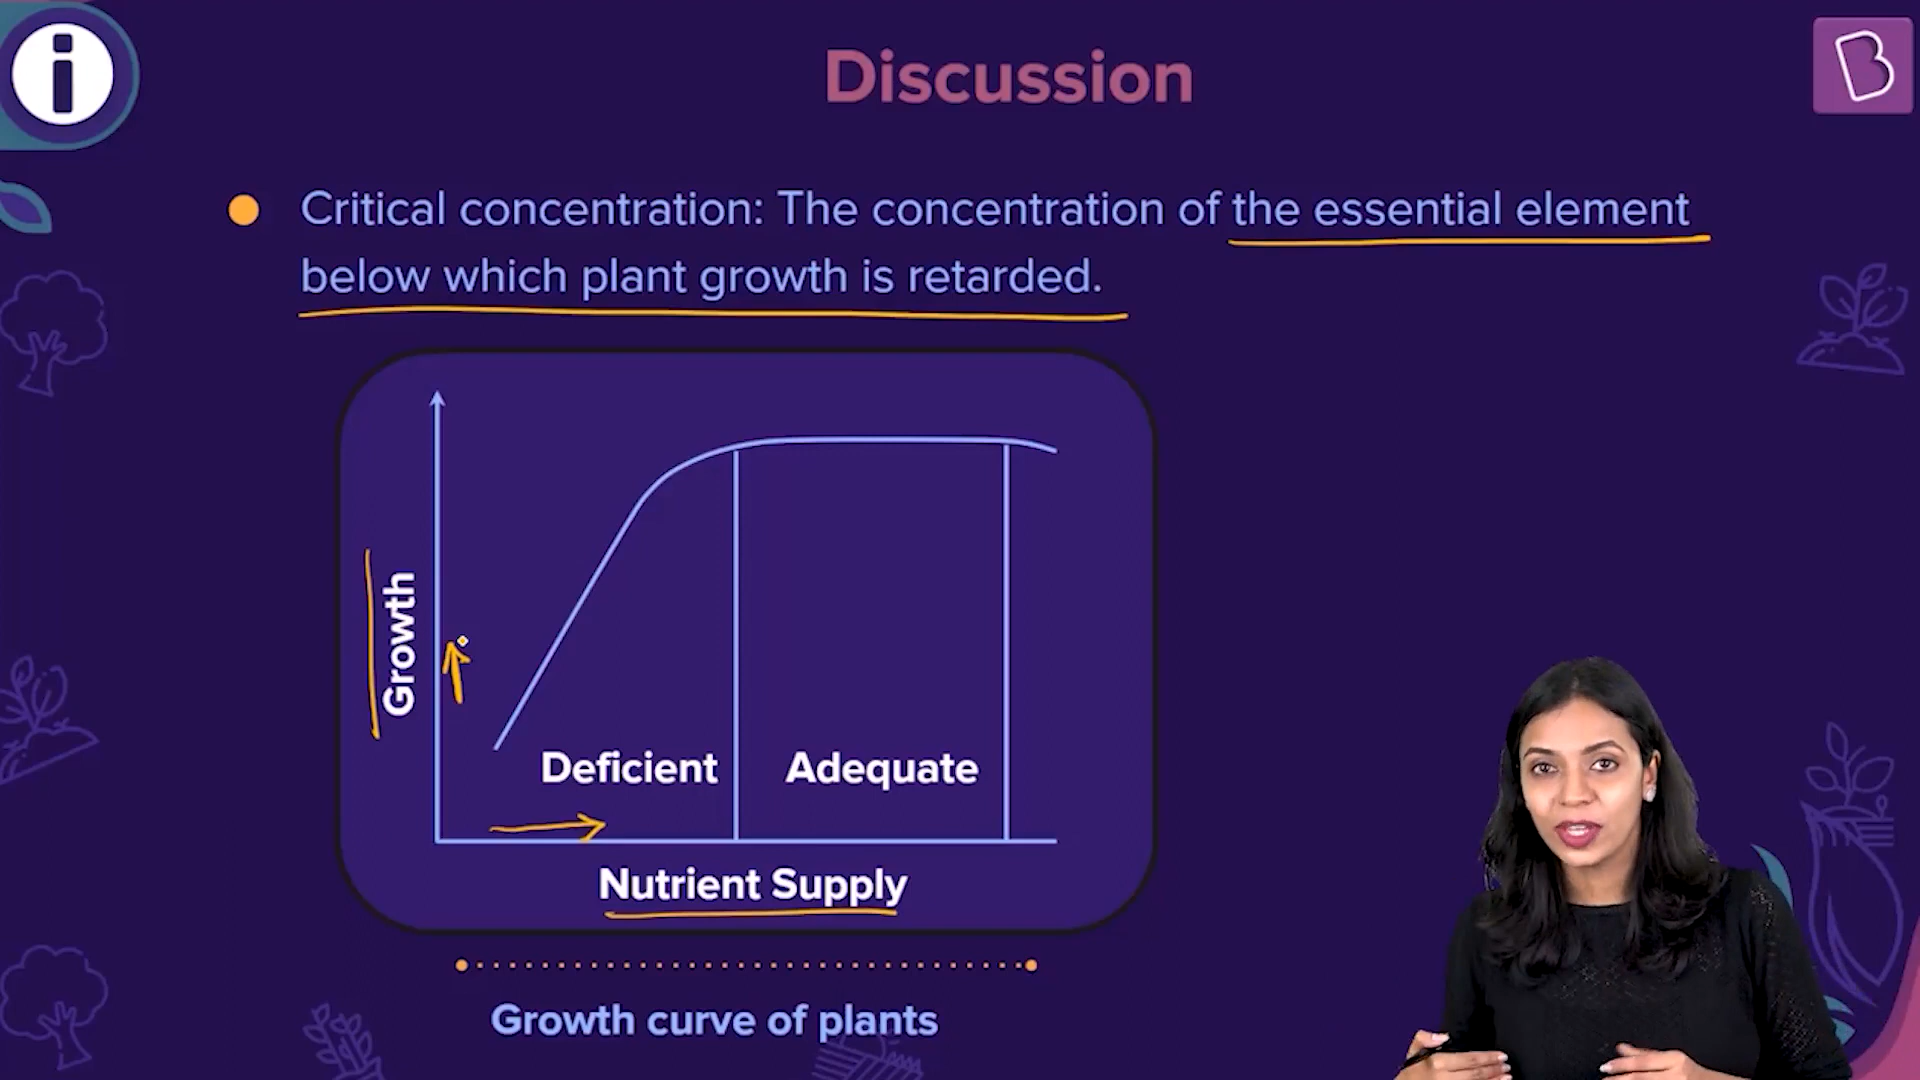 Discussion
Critical concentration: The concentration of the essential element
below which plant growth is retarded.
Growth
Deficient
Adequate
Nutrient Supply
Growth curve of plants